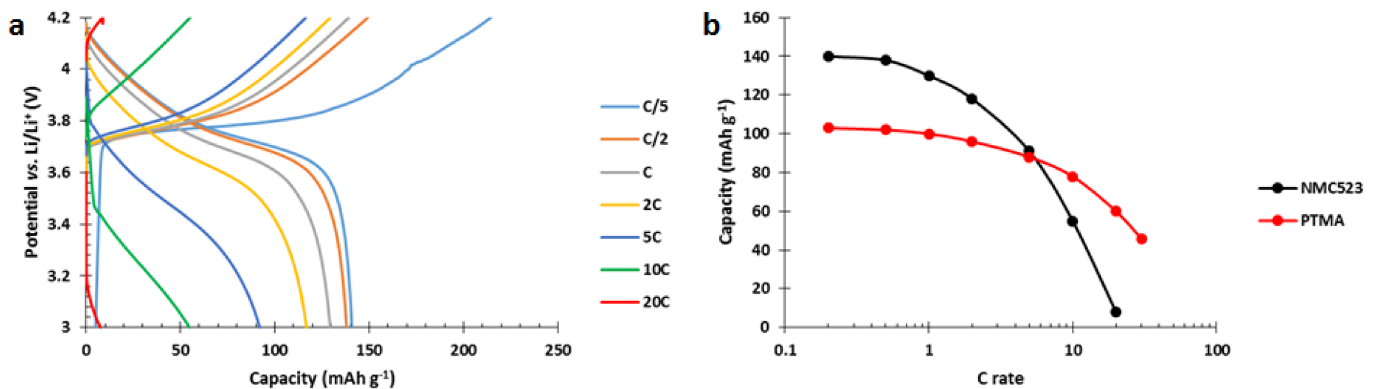 a
4.2
4
3.8
3.6
3.4
3.2
3
Potential vs. Li/Li⁺ (V)
0 50 100 150 200 250
Capacity (mAh g⁻¹)
C/5
C/2
C
2C
5C
10C
20C
b
160
140
120
100
80
60
40
20
0
Capacity (mAh g⁻¹)
0.1 1 10 100
C rate
NMC523
PTMA